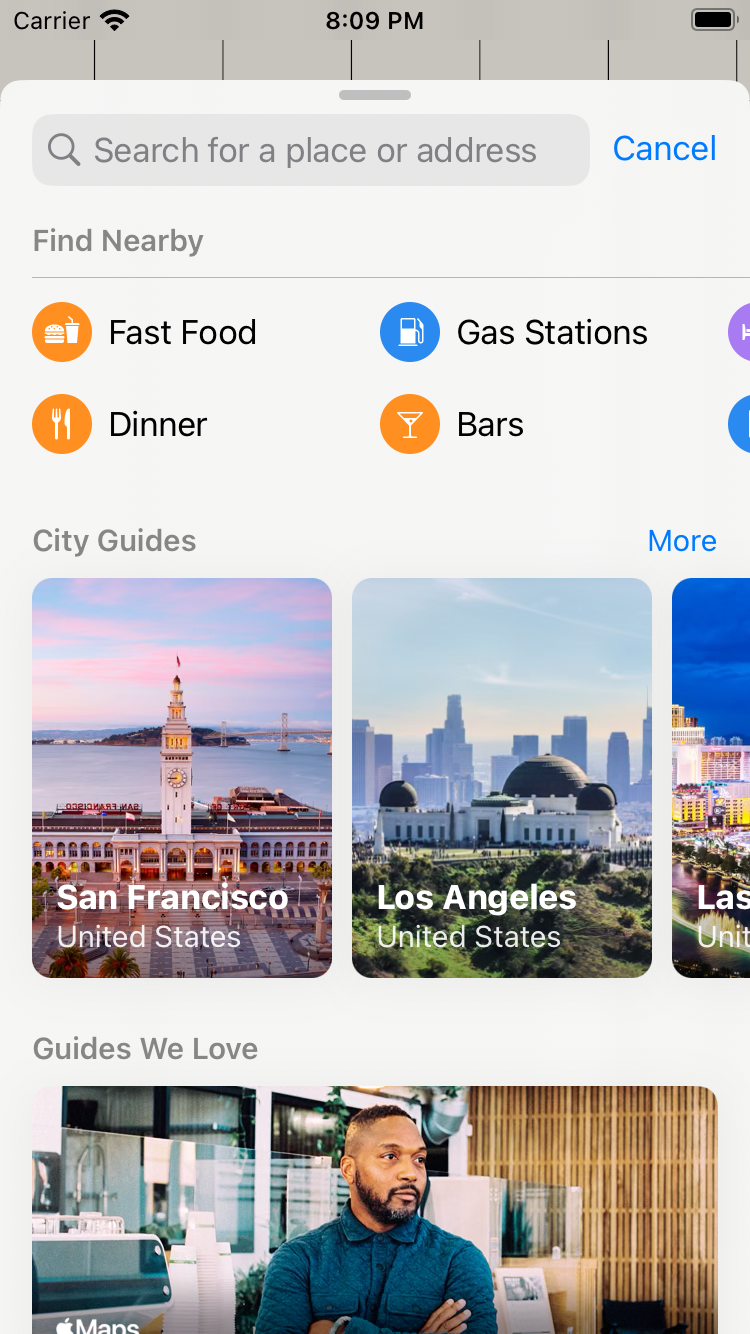 Carrier 8:09 PM
Search for a place or address Cancel
Find Nearby
Fast Food Gas Stations
Dinner Bars
City Guides More
San Francisco Los Angeles Las
United States United States Unit
Guides We Love
Maps